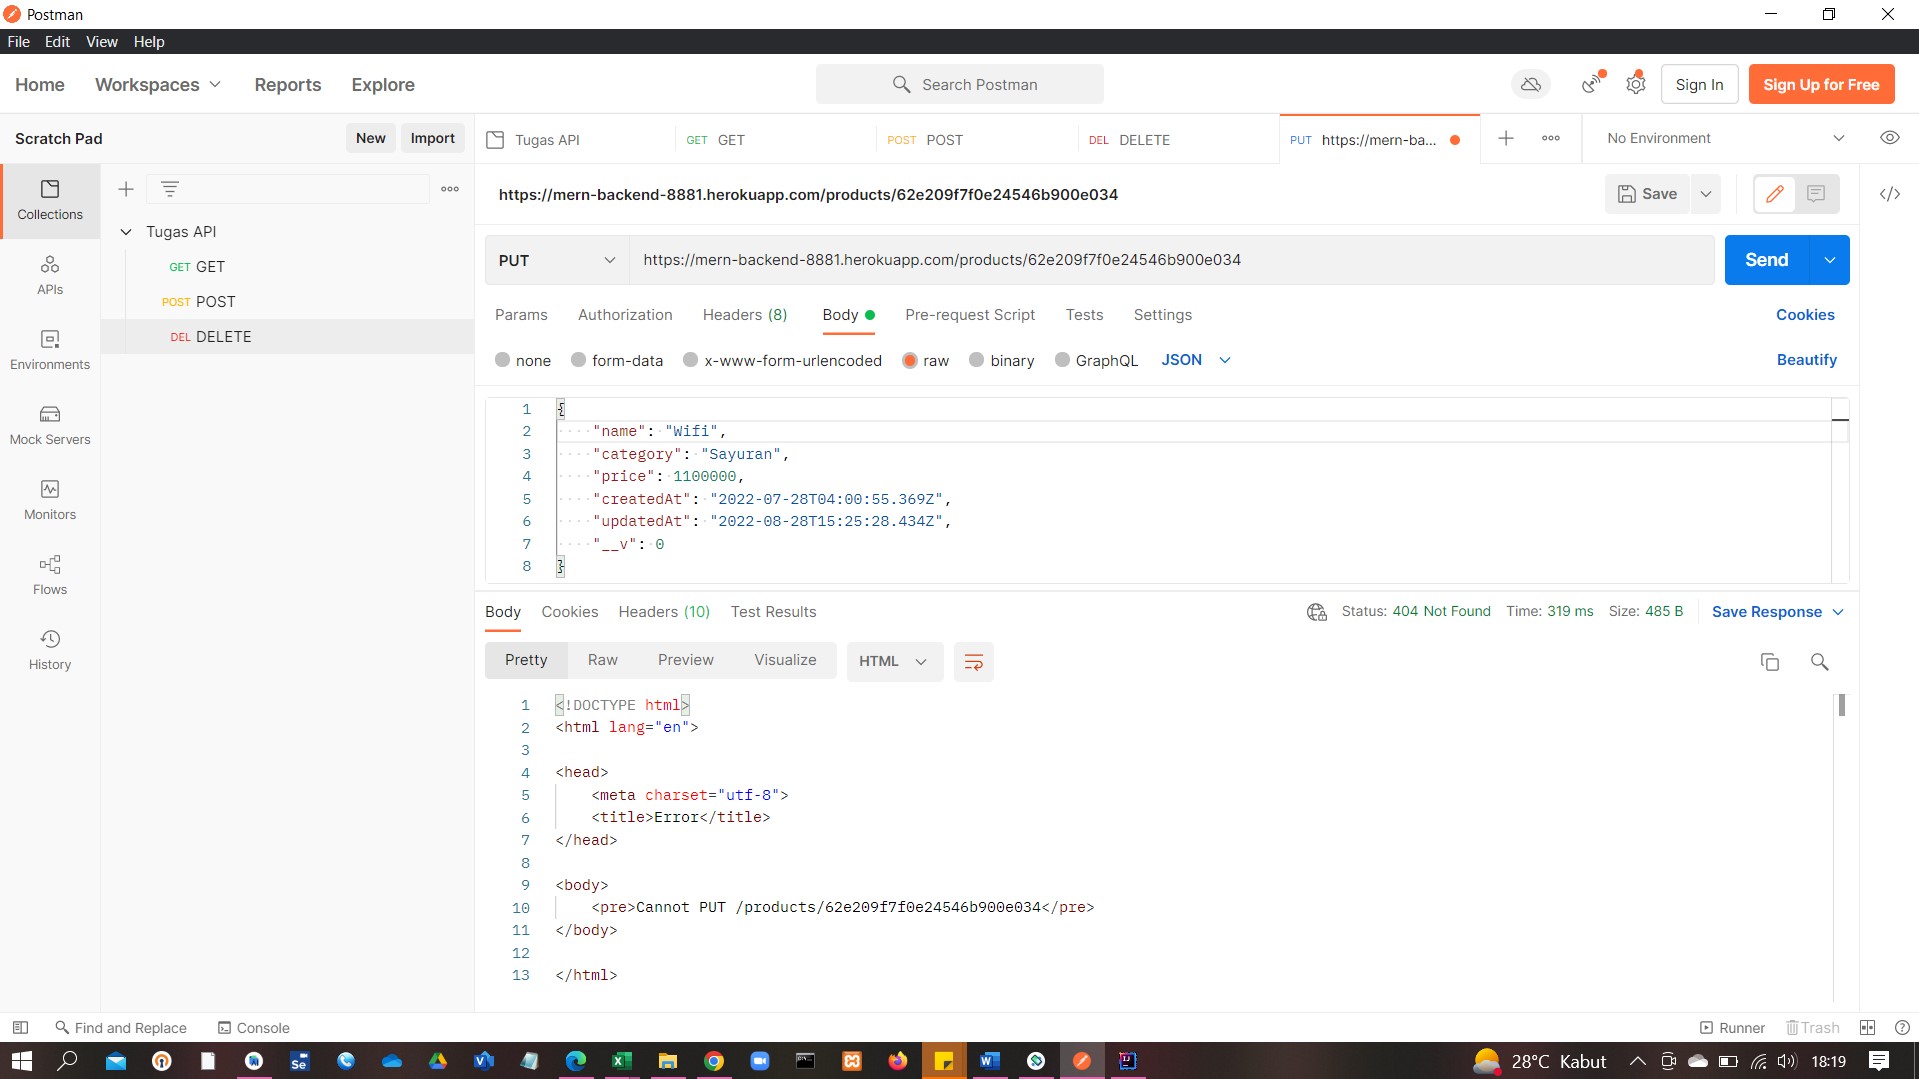 Postman
File Edit View Help
Home Workspaces Reports Explore Search Postman Sign In Sign Up for Free
Scratch Pad New Import Tugas API GET GET POST POST DEL DELETE PUT https://mern-ba... No Environment
https://mern-backend-8881.herokuapp.com/products/62e209f7f0e24546b900e034 Save
Collections
APIs
Environments
Mock Servers
Monitors
Flows
History
Tugas API
GET GET
POST POST
DEL DELETE
PUT https://mern-backend-8881.herokuapp.com/products/62e209f7f0e24546b900e034 Send
Params Authorization Headers (8) Body Pre-request Script Tests Settings Cookies
none form-data x-www-form-urlencoded raw binary GraphQL JSON Beautify
1 {
2 "name": "Wifi",
3 "category": "Sayuran",
4 "price": 1100000,
5 "createdAt": "2022-07-28T04:00:55.369Z",
6 "updatedAt": "2022-08-28T15:25:28.434Z",
7 "__v": 0
8 }
Body Cookies Headers (10) Test Results Status: 404 Not Found Time: 319 ms Size: 485 B Save Response
Pretty Raw Preview Visualize HTML
1 <!DOCTYPE html>
2 <html lang="en">
3
4 <head>
5 <meta charset="utf-8">
6 <title>Error</title>
7 </head>
8
9 <body>
10 <pre>Cannot PUT /products/62e209f7f0e24546b900e034</pre>
11 </body>
12
13 </html>
Find and Replace Console Runner Trash
Se 28°C Kabut 18:19